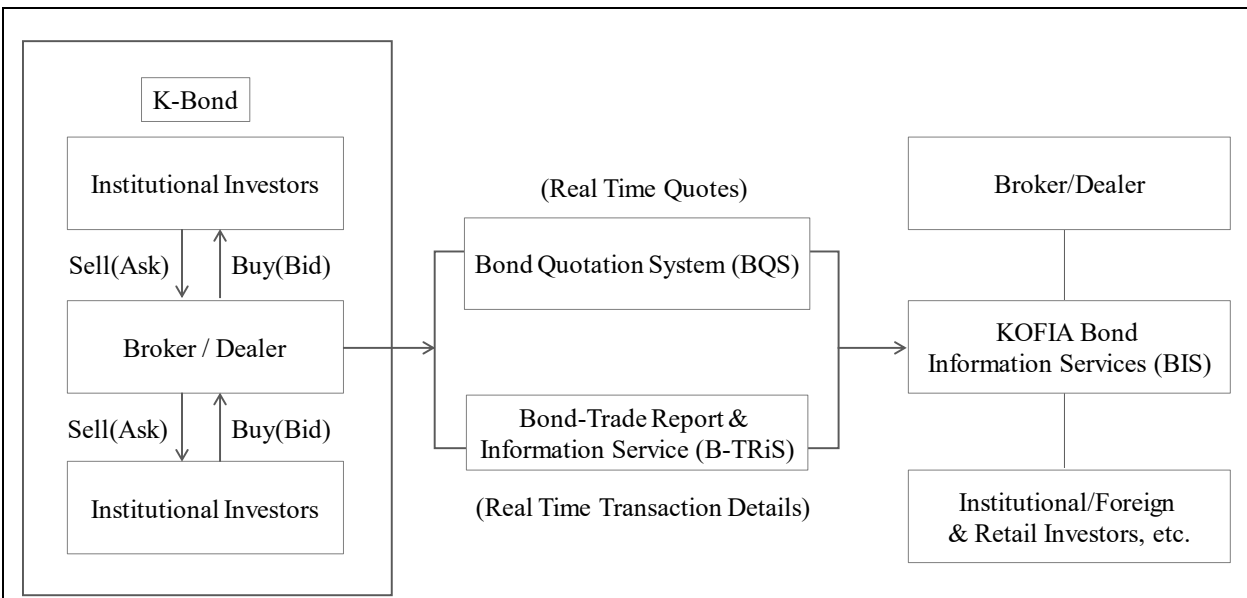 K-Bond
Institutional Investors
Sell(Ask)
Buy(Bid)
Broker / Dealer
Sell(Ask)
Buy(Bid)
Institutional Investors
(Real Time Quotes)
Bond Quotation System (BQS)
Bond-Trade Report &
Information Service (B-TRiS)
(Real Time Transaction Details)
Broker/Dealer
KOFIA Bond
Information Services (BIS)
Institutional/Foreign
& Retail Investors, etc.